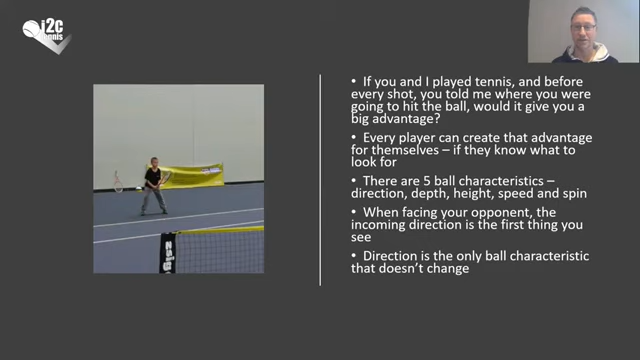 i2c
tennis
• If you and I played tennis, and before
every shot, you told me where you were
going to hit the ball, would it give you a
big advantage?
• Every player can create that advantage
for themselves – if they know what to
look for
• There are 5 ball characteristics –
direction, depth, height, speed and spin
• When facing your opponent, the
incoming direction is the first thing you
see
• Direction is the only ball characteristic
that doesn't change